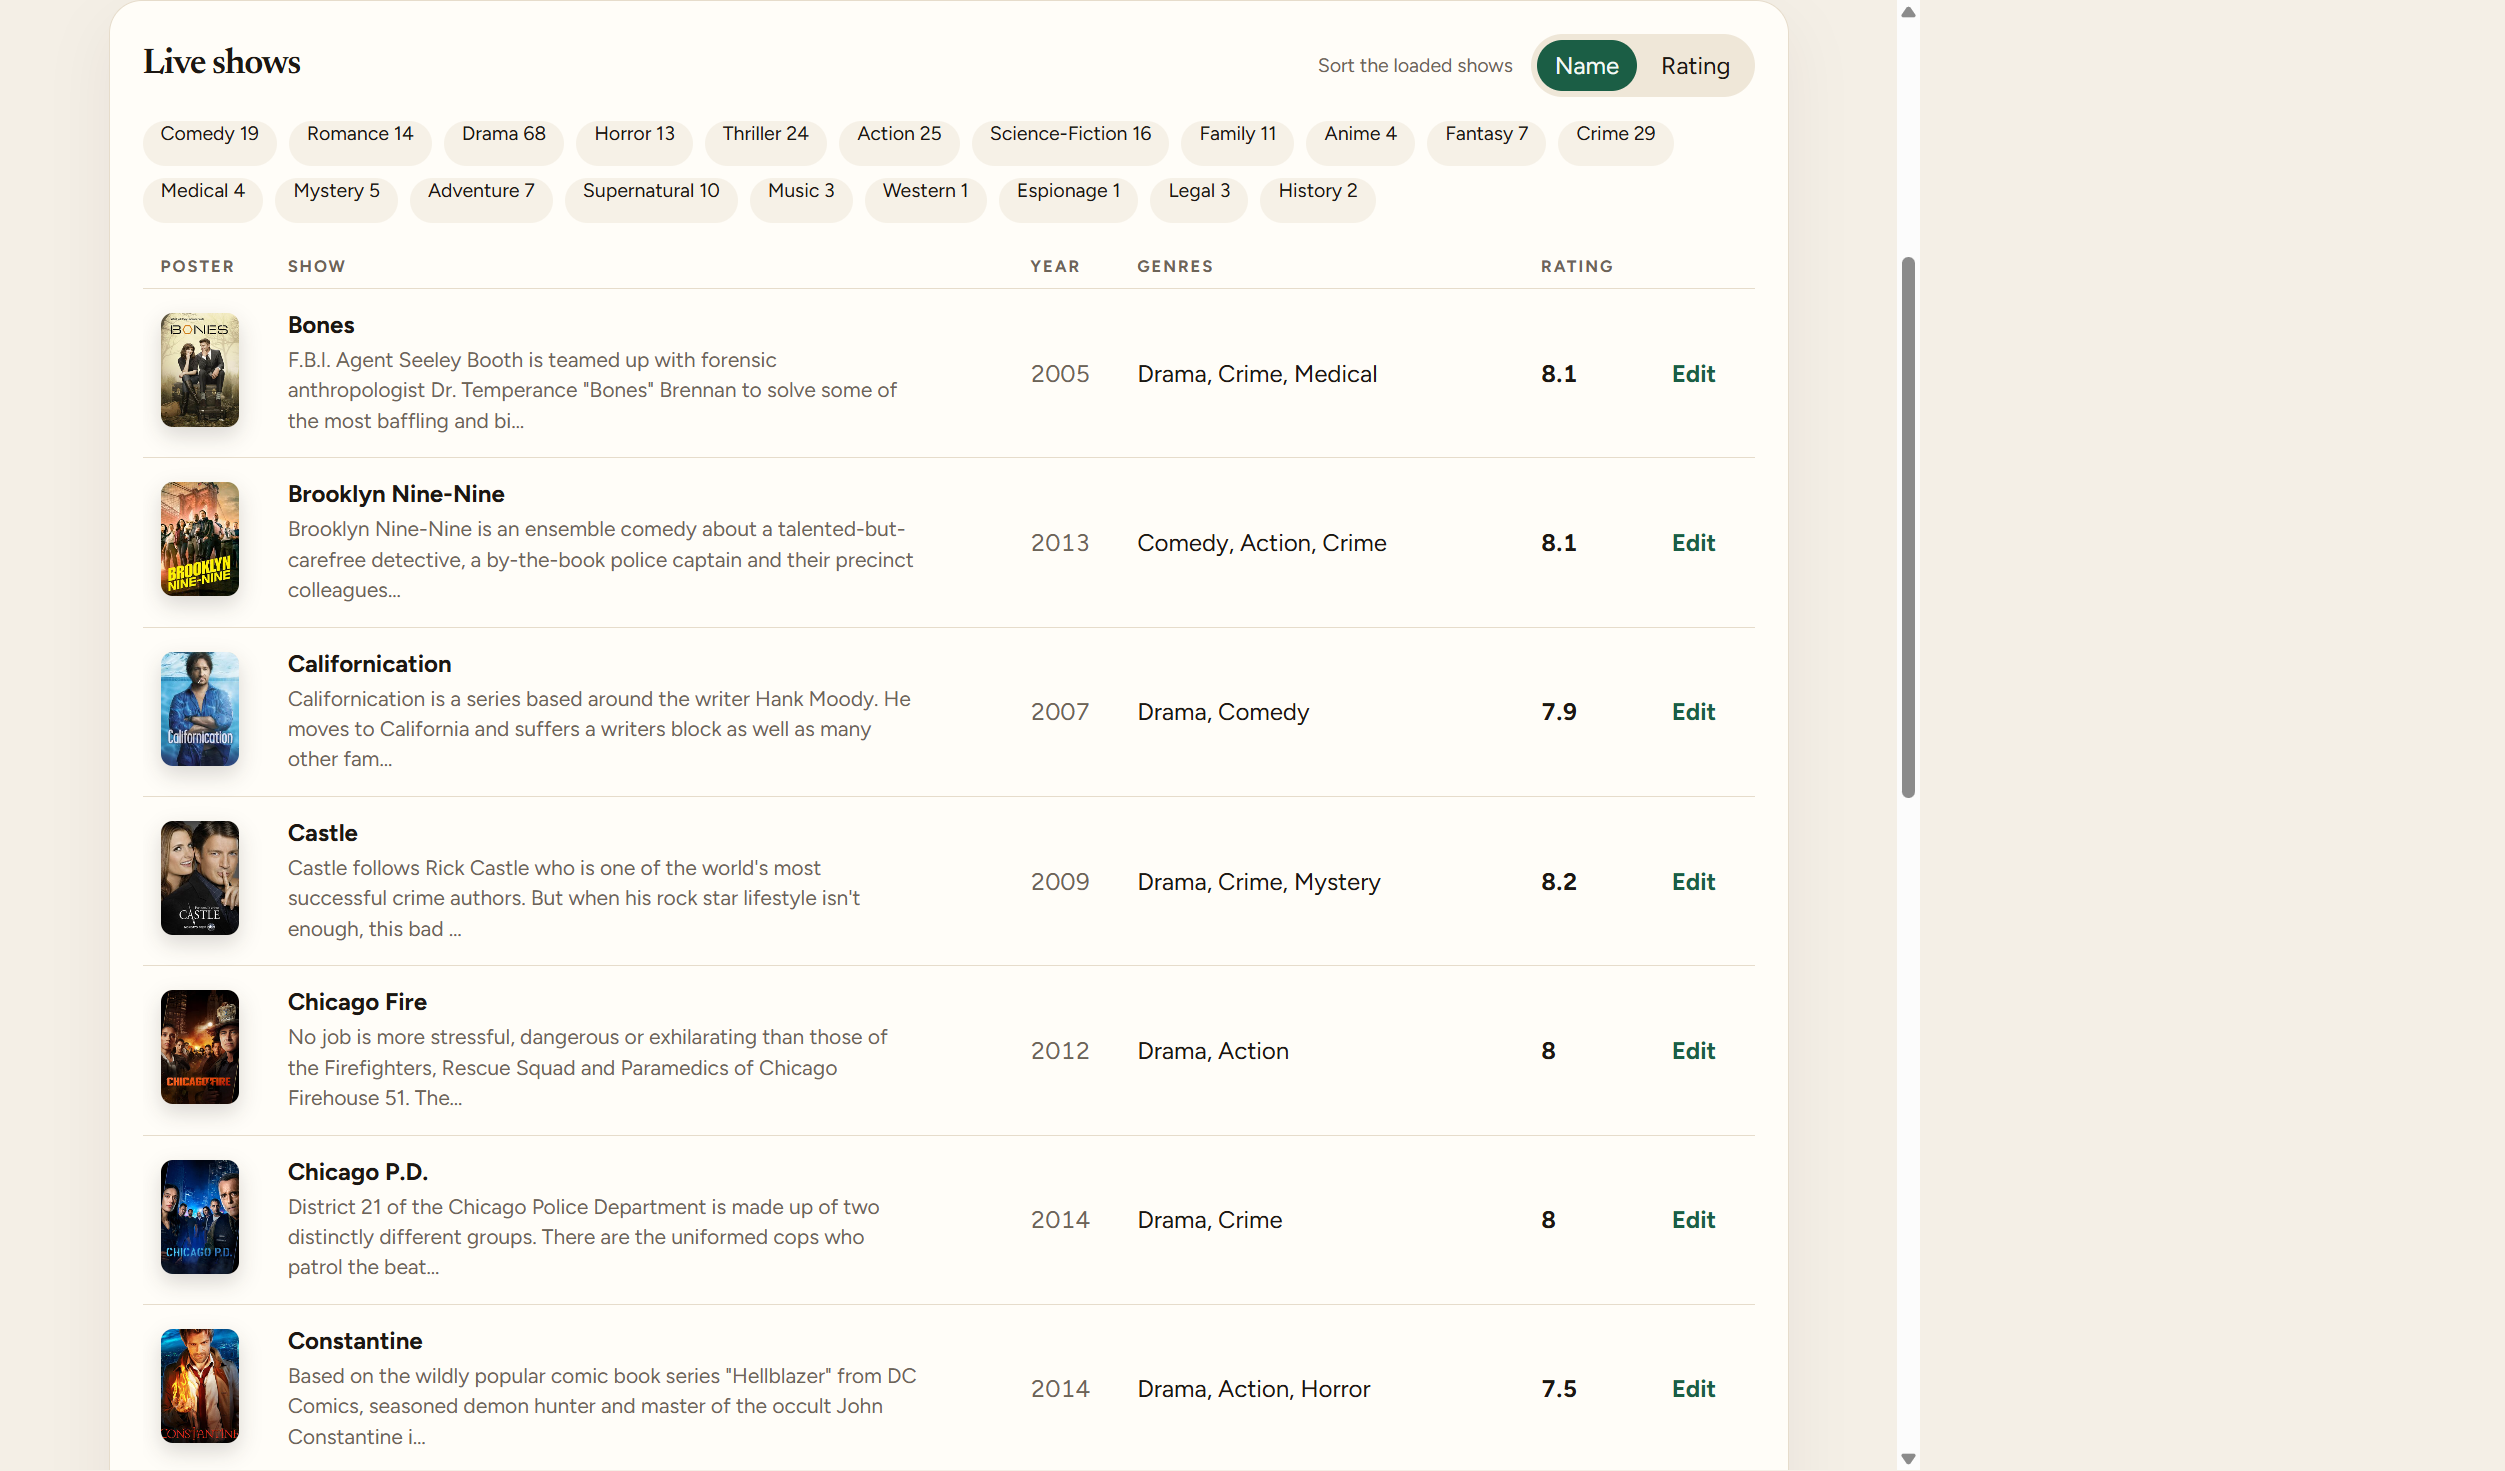 Live shows
Sort the loaded shows Name Rating
Comedy 19 Romance 14 Drama 68 Horror 13 Thriller 24 Action 25 Science-Fiction 16 Family 11 Anime 4 Fantasy 7 Crime 29
Medical 4 Mystery 5 Adventure 7 Supernatural 10 Music 3 Western 1 Espionage 1 Legal 3 History 2
POSTER SHOW YEAR GENRES RATING
BONES
Bones
F.B.I. Agent Seeley Booth is teamed up with forensic
anthropologist Dr. Temperance "Bones" Brennan to solve some of
the most baffling and bi...
2005 Drama, Crime, Medical 8.1 Edit
BROOKLYN
NINE-NINE
Brooklyn Nine-Nine
Brooklyn Nine-Nine is an ensemble comedy about a talented-but-
carefree detective, a by-the-book police captain and their precinct
colleagues...
2013 Comedy, Action, Crime 8.1 Edit
Californication
Californication
Californication is a series based around the writer Hank Moody. He
moves to California and suffers a writers block as well as many
other fam...
2007 Drama, Comedy 7.9 Edit
CASTLE
Castle
Castle follows Rick Castle who is one of the world's most
successful crime authors. But when his rock star lifestyle isn't
enough, this bad ...
2009 Drama, Crime, Mystery 8.2 Edit
CHICAGO FIRE
Chicago Fire
No job is more stressful, dangerous or exhilarating than those of
the Firefighters, Rescue Squad and Paramedics of Chicago
Firehouse 51. The...
2012 Drama, Action 8 Edit
CHICAGO P.D.
Chicago P.D.
District 21 of the Chicago Police Department is made up of two
distinctly different groups. There are the uniformed cops who
patrol the beat...
2014 Drama, Crime 8 Edit
CONSTANTINE
Constantine
Based on the wildly popular comic book series "Hellblazer" from DC
Comics, seasoned demon hunter and master of the occult John
Constantine i...
2014 Drama, Action, Horror 7.5 Edit